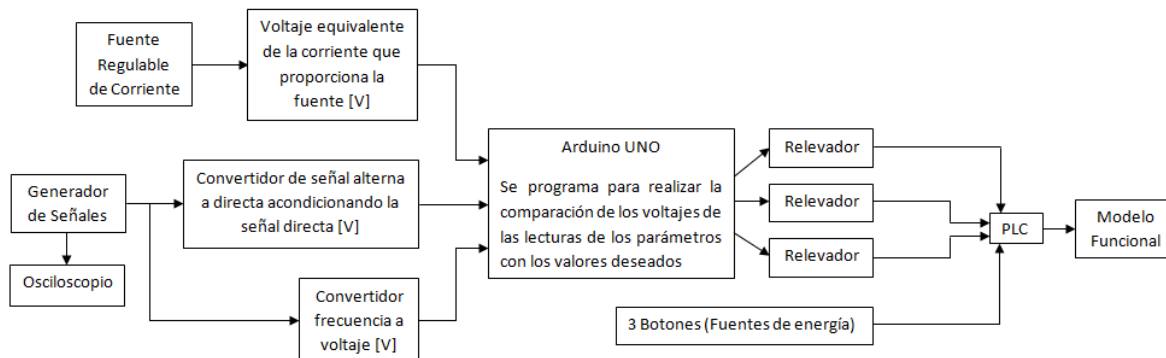 Fuente
Regulable
de Corriente
Voltaje equivalente
de la corriente que
proporciona la
fuente [V]
Generador
de Señales
Osciloscopio
Convertidor de señal alterna
a directa acondicionando la
señal directa [V]
Convertidor
frecuencia a
voltaje [V]
Arduino UNO
Se programa para realizar la
comparación de los voltajes de
las lecturas de los parámetros
con los valores deseados
Relevador
Relevador
Relevador
3 Botones (Fuentes de energía)
PLC
Modelo
Funcional